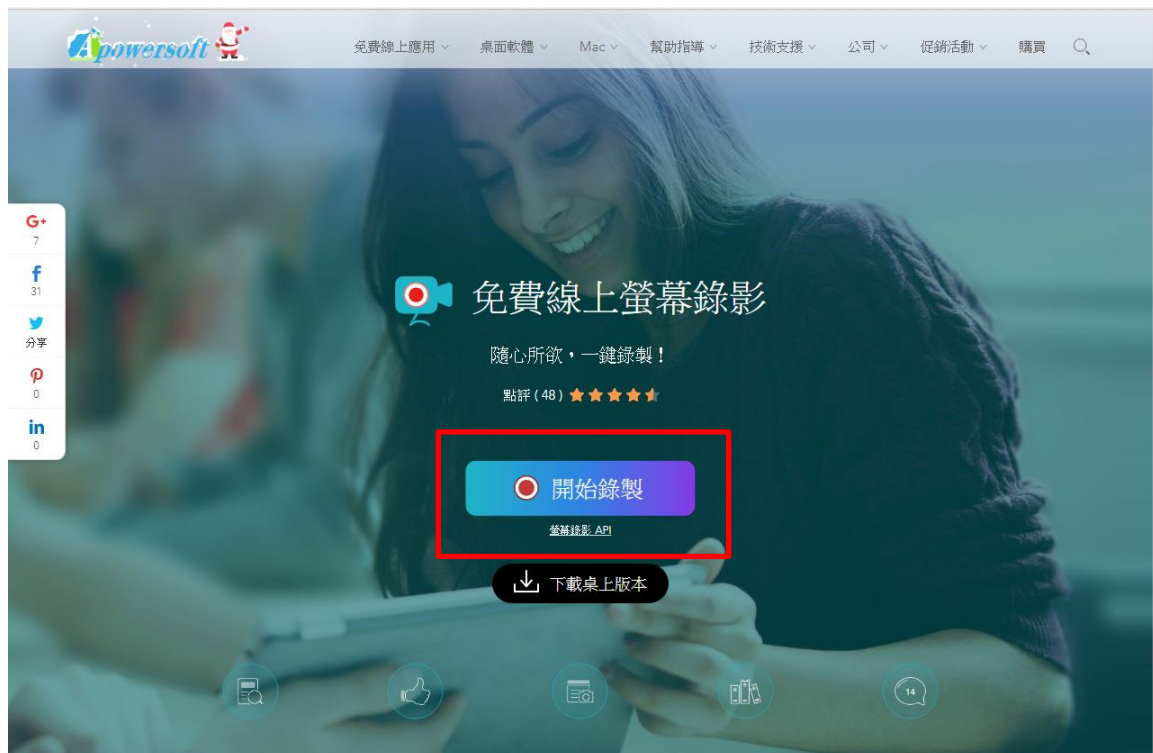 Apowersoft
免費線上應用 桌面軟體 Mac 幫助指導 技術支援 公司 促銷活動 購買
G+
7
f
31
分享
0
in
0
免費線上螢幕錄影
隨心所欲，一鍵錄製！
點評 ( 48 )
開始錄製
螢幕錄影 API
下載桌上版本
14